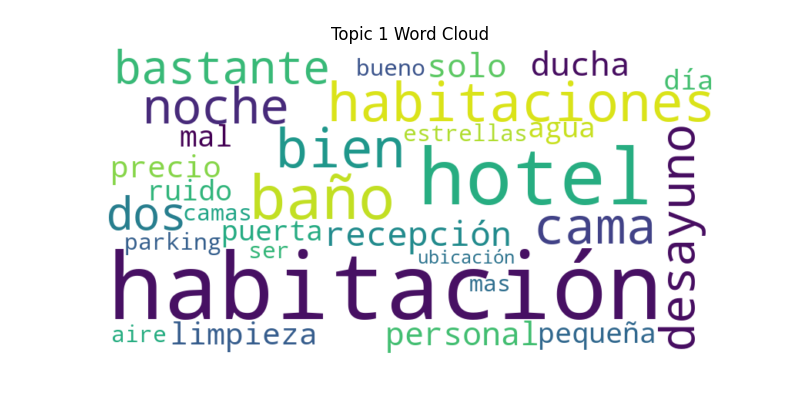 Topic 1 Word Cloud
bastante bueno solo ducha día
noche habitaciones
mal bien estrellas agua
precio ruido baño hotel desayuno
dos camas puerta recepción cama
parking ser ubicación
habitación mas
aire limpieza personal pequeña